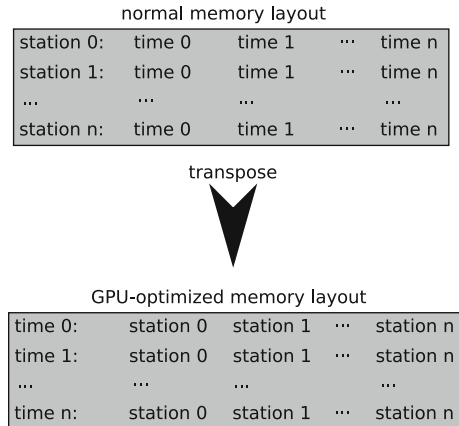 normal memory layout
station 0: time 0 time 1 ... time n
station 1: time 0 time 1 ... time n
... ... ... ...
station n: time 0 time 1 ... time n
transpose
GPU-optimized memory layout
time 0: station 0 station 1 ... station n
time 1: station 0 station 1 ... station n
... ... ... ...
time n: station 0 station 1 ... station n